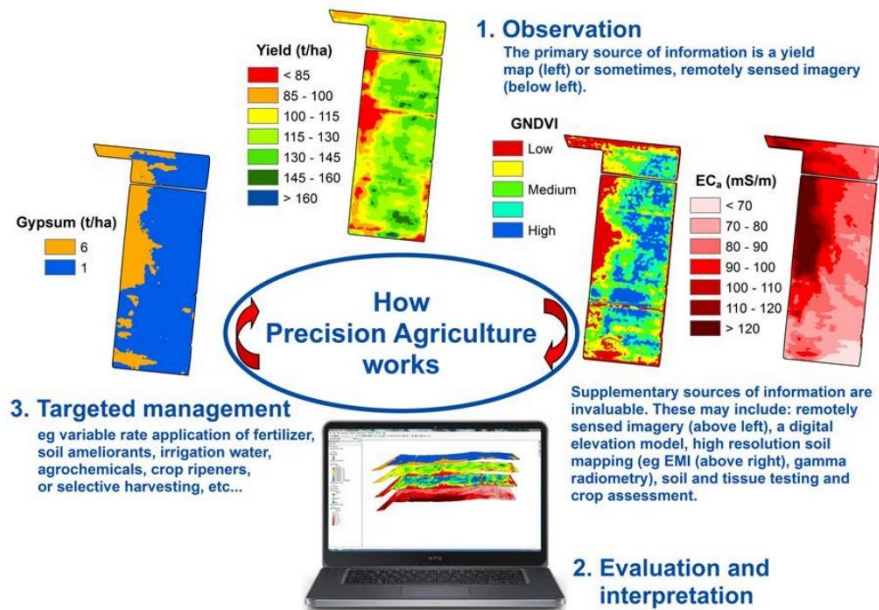 1. Observation
The primary source of information is a yield
map (left) or sometimes, remotely sensed imagery
(below left).
Yield (t/ha)
< 85
85 - 100
100 - 115
115 - 130
130 - 145
145 - 160
> 160
GNDVI
Low
Medium
High
ECa (mS/m)
< 70
70 - 80
80 - 90
90 - 100
100 - 110
110 - 120
> 120
Gypsum (t/ha)
6
1
How
Precision Agriculture
works
Supplementary sources of information are
invaluable. These may include: remotely
sensed imagery (above left), a digital
elevation model, high resolution soil
mapping (eg EMI (above right), gamma
radiometry), soil and tissue testing and
crop assessment.
2. Evaluation and
interpretation
3. Targeted management
eg variable rate application of fertilizer,
soil ameliorants, irrigation water,
agrochemicals, crop ripeners,
or selective harvesting, etc...